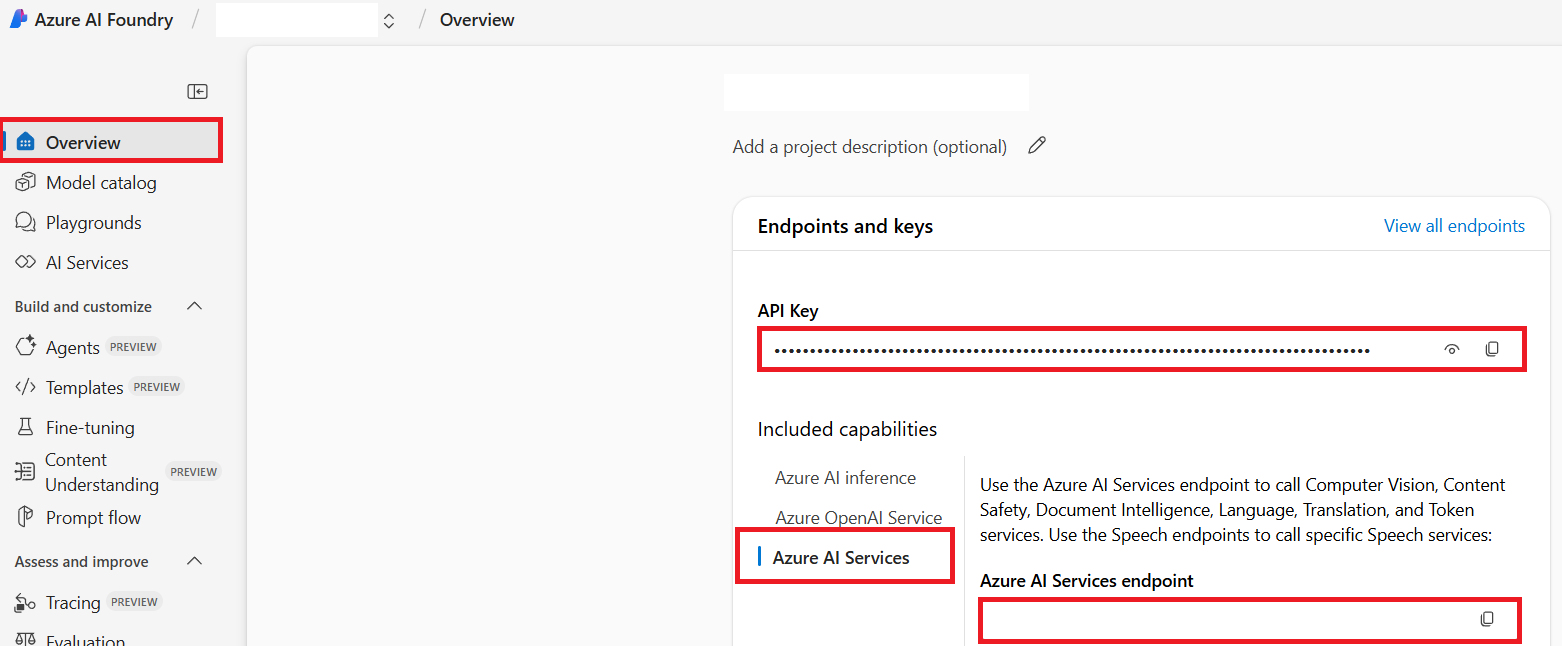 Azure AI Foundry / / Overview
Overview
Model catalog
Playgrounds
AI Services
Build and customize
Agents PREVIEW
Templates PREVIEW
Fine-tuning
Content
Understanding PREVIEW
Prompt flow
Assess and improve
Tracing PREVIEW
Evaluation
Add a project description (optional)
Endpoints and keys View all endpoints
API Key
••••••••••••••••••••••••••••••••••••••••••••••••••••••••••••••••••••••••••••••••••••
Included capabilities
Azure AI inference
Azure OpenAI Service
Azure AI Services
Use the Azure AI Services endpoint to call Computer Vision, Content
Safety, Document Intelligence, Language, Translation, and Token
services. Use the Speech endpoints to call specific Speech services:
Azure AI Services endpoint